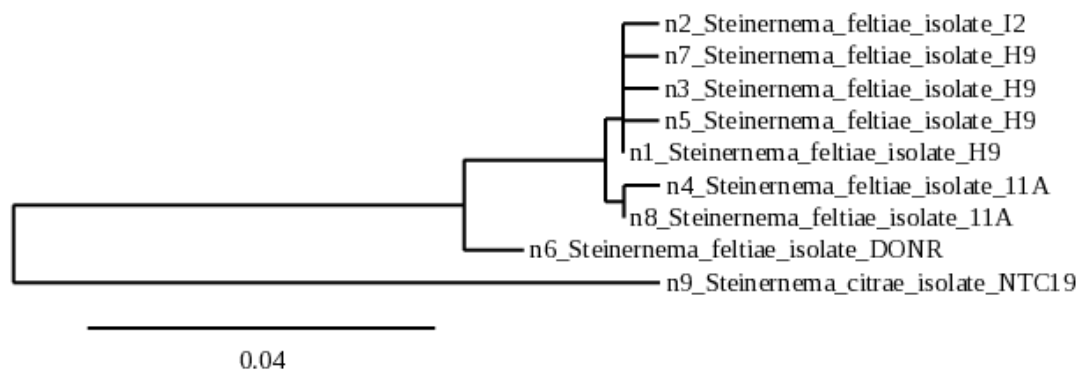 n2_Steinernema_feltiae_isolate_I2
n7_Steinernema_feltiae_isolate_H9
n3_Steinernema_feltiae_isolate_H9
n5_Steinernema_feltiae_isolate_H9
n1_Steinernema_feltiae_isolate_H9
n4_Steinernema_feltiae_isolate_11A
n8_Steinernema_feltiae_isolate_11A
n6_Steinernema_feltiae_isolate_DONR
n9_Steinernema_citrae_isolate_NTC19
0.04